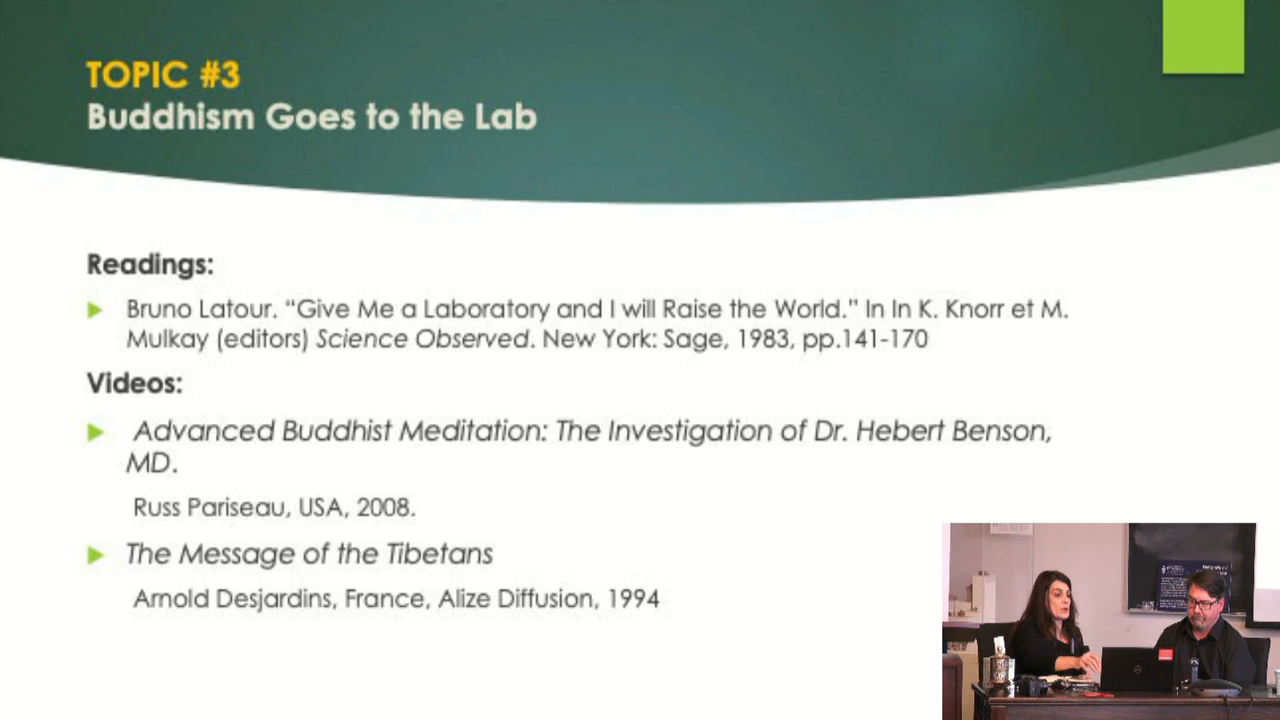 TOPIC #3
Buddhism Goes to the Lab
Readings:
Bruno Latour. “Give Me a Laboratory and I will Raise the World.” In In K. Knorr et M.
Mulkay (editors) Science Observed. New York: Sage, 1983, pp.141-170
Videos:
Advanced Buddhist Meditation: The Investigation of Dr. Hebert Benson,
MD.
Russ Pariseau, USA, 2008.
The Message of the Tibetans
Arnold Desjardins, France, Alize Diffusion, 1994